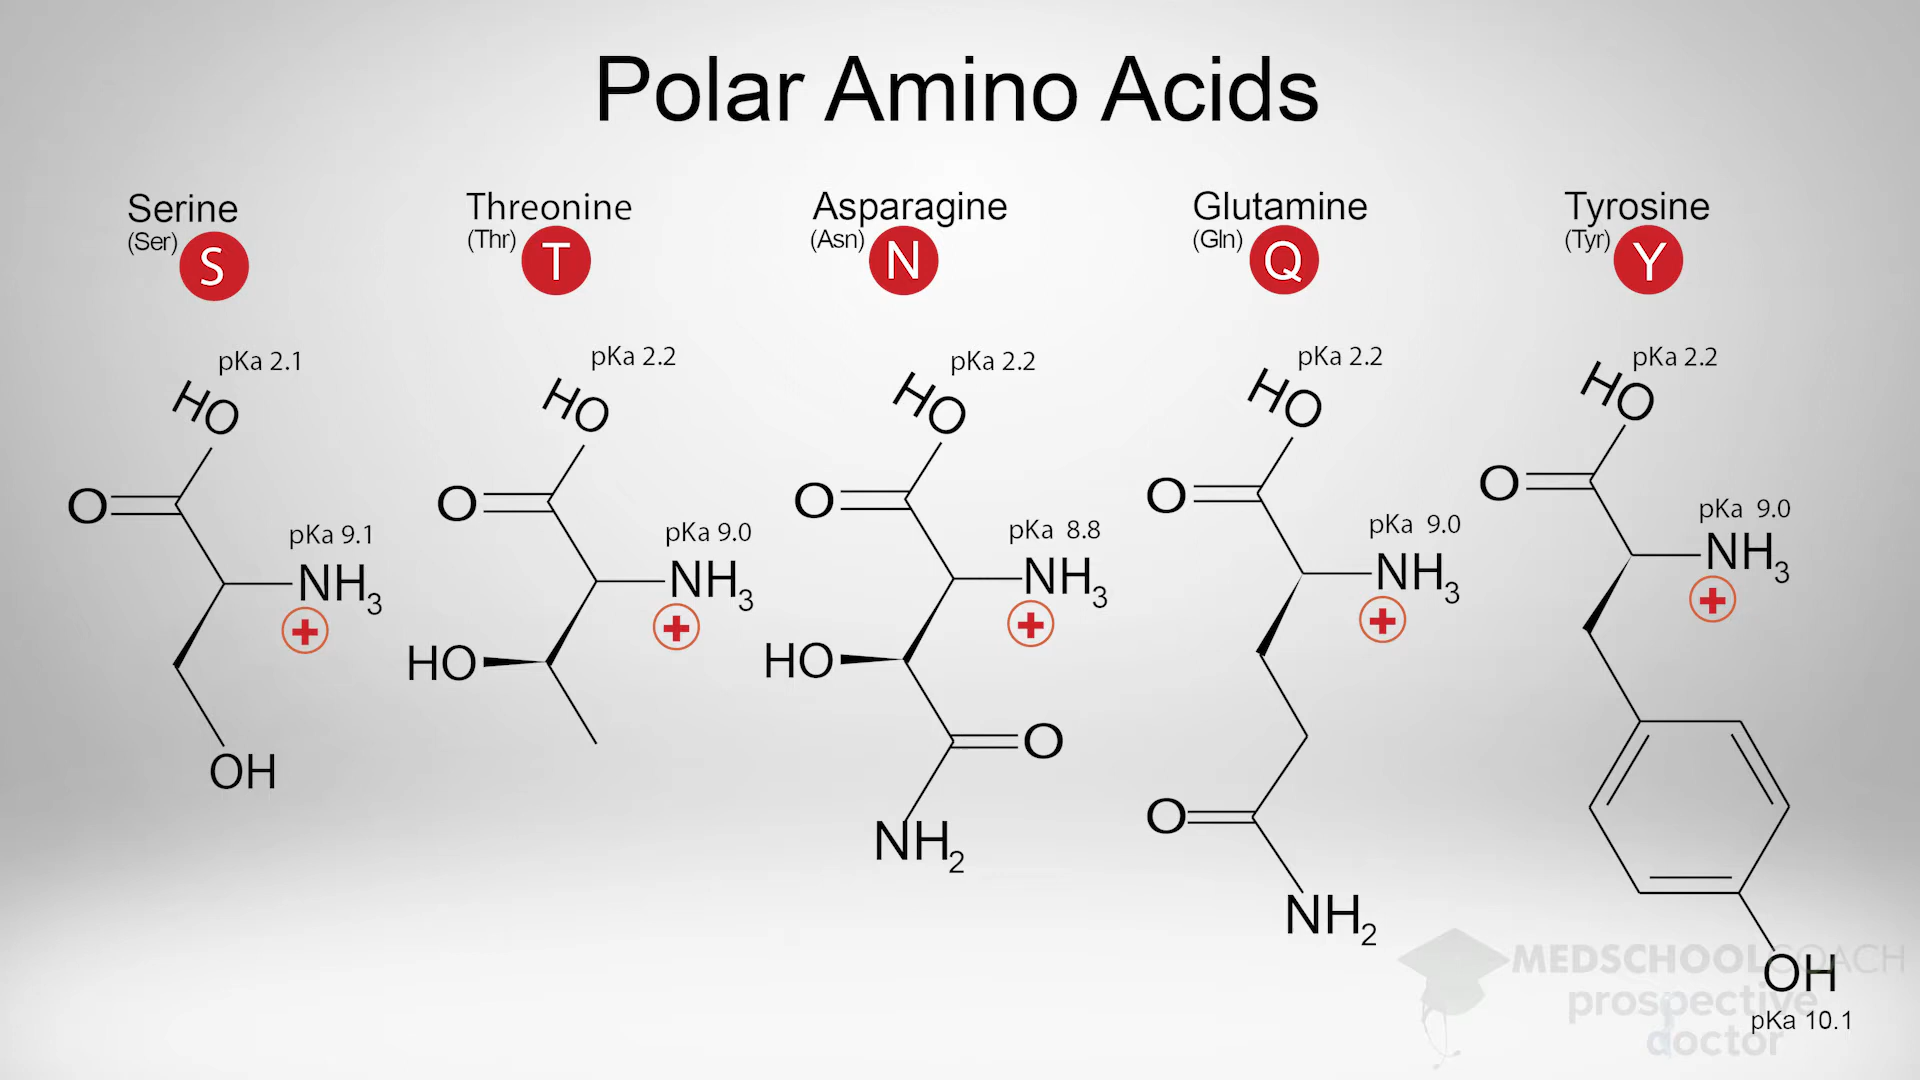 Polar Amino Acids
Serine
(Ser)
S
Threonine
(Thr)
T
Asparagine
(Asn)
N
Glutamine
(Gln)
Q
Tyrosine
(Tyr)
Y
pKa 2.1
HO
O
pKa 9.1
NH3
+
OH
pKa 2.2
HO
O
pKa 9.0
NH3
+
HO
pKa 2.2
HO
O
pKa 8.8
NH3
+
HO
O
NH2
pKa 2.2
HO
O
pKa 9.0
NH3
+
O
NH2
pKa 2.2
HO
O
pKa 9.0
NH3
+
OH
pKa 10.1
MEDSCHOOLCOACH
prospective
doctor